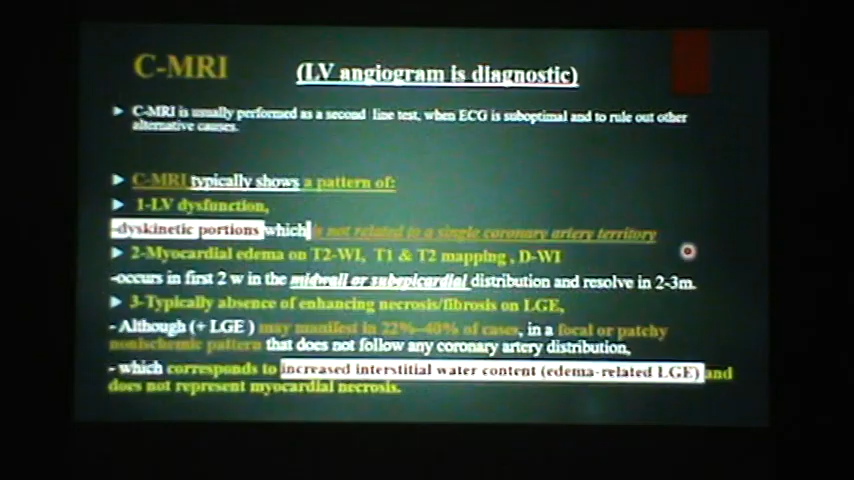 C-MRI (LV angiogram is diagnostic)
C-MRI is usually performed as a second line test, when ECG is suboptimal and to rule out other
alternative causes.
C-MRI typically shows a pattern of:
1-LV dysfunction,
-dyskinetic portions which is not related to a single coronary artery territory
2-Myocardial edema on T2-WI, T1 & T2 mapping , D-WI
-occurs in first 2 w in the midwall or subepicardial distribution and resolve in 2-3m.
3-Typically absence of enhancing necrosis/fibrosis on LGE,
- Although (+ LGE ) may manifest in 22%-40% of cases, in a focal or patchy
nonischemic pattern that does not follow any coronary artery distribution,
- which corresponds to increased interstitial water content (edema-related LGE) and
does not represent myocardial necrosis.